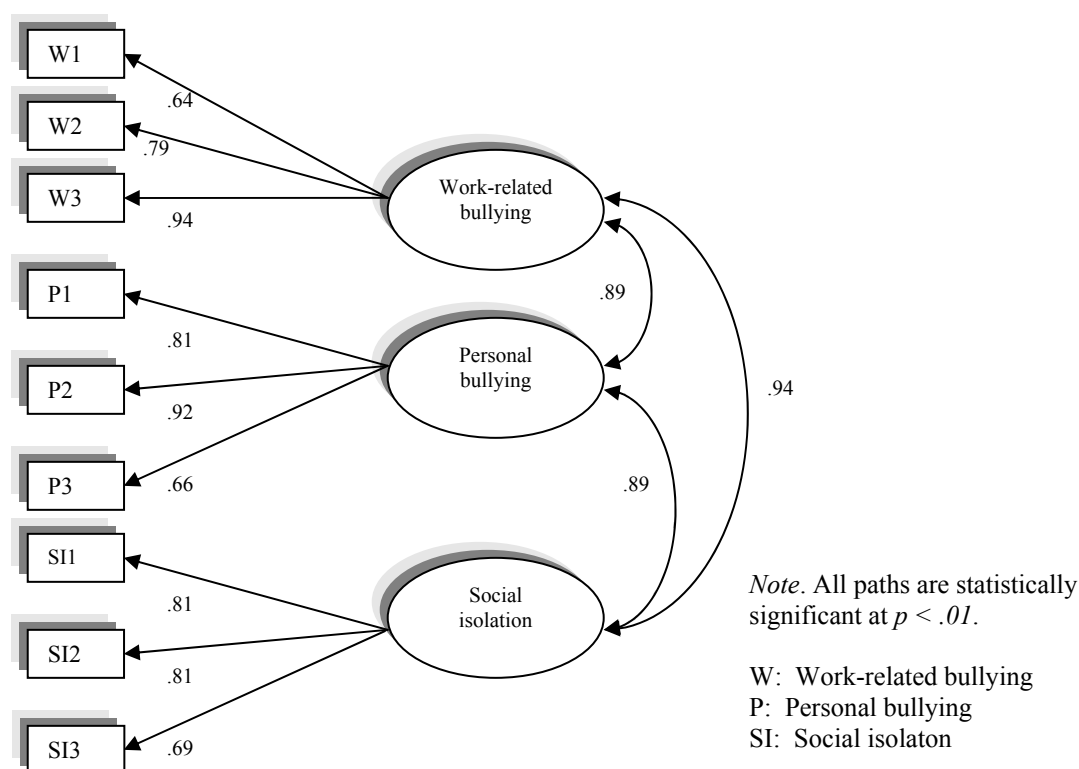 W1
.64
W2
.79
W3
.94
Work-related
bullying
.89
P1
.81
P2
.92
P3
.66
Personal
bullying
.94
.89
SI1
.81
SI2
.81
SI3
.69
Social
isolation
Note. All paths are statistically
significant at p < .01.
W: Work-related bullying
P: Personal bullying
SI: Social isolaton